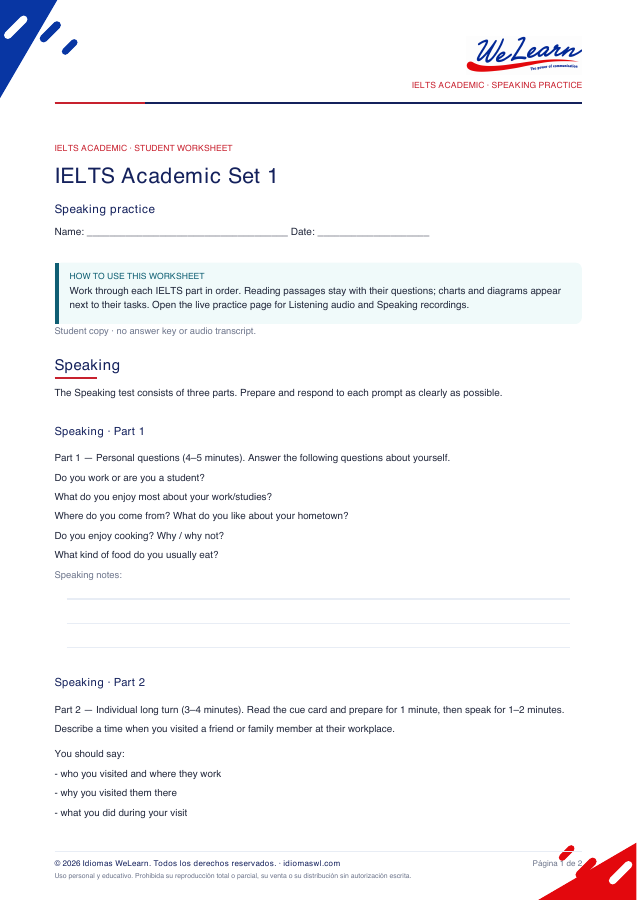 WeLearn
The power of communication
IELTS ACADEMIC · SPEAKING PRACTICE
IELTS ACADEMIC · STUDENT WORKSHEET
IELTS Academic Set 1
Speaking practice
Name: ____________________________________ Date: ____________________
HOW TO USE THIS WORKSHEET
Work through each IELTS part in order. Reading passages stay with their questions; charts and diagrams appear
next to their tasks. Open the live practice page for Listening audio and Speaking recordings.
Student copy · no answer key or audio transcript.
Speaking
The Speaking test consists of three parts. Prepare and respond to each prompt as clearly as possible.
Speaking · Part 1
Part 1 — Personal questions (4–5 minutes). Answer the following questions about yourself.
Do you work or are you a student?
What do you enjoy most about your work/studies?
Where do you come from? What do you like about your hometown?
Do you enjoy cooking? Why / why not?
What kind of food do you usually eat?
Speaking notes:
Speaking · Part 2
Part 2 — Individual long turn (3–4 minutes). Read the cue card and prepare for 1 minute, then speak for 1–2 minutes.
Describe a time when you visited a friend or family member at their workplace.
You should say:
- who you visited and where they work
- why you visited them there
- what you did during your visit
© 2026 Idiomas WeLearn. Todos los derechos reservados. · idiomaswl.com
Página 1 de 2
Uso personal y educativo. Prohibida su reproducción total o parcial, su venta o su distribución sin autorización escrita.